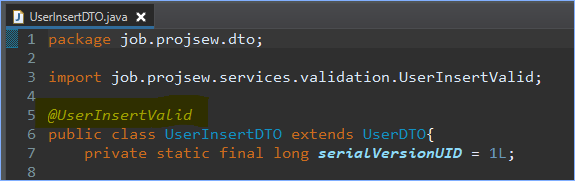 UserInsertDTO.java
1 package job.projsew.dto;
2
3 import job.projsew.services.validation.UserInsertValid;
4
5 @UserInsertValid
6 public class UserInsertDTO extends UserDTO{
7 private static final long serialVersionUID = 1L;
8